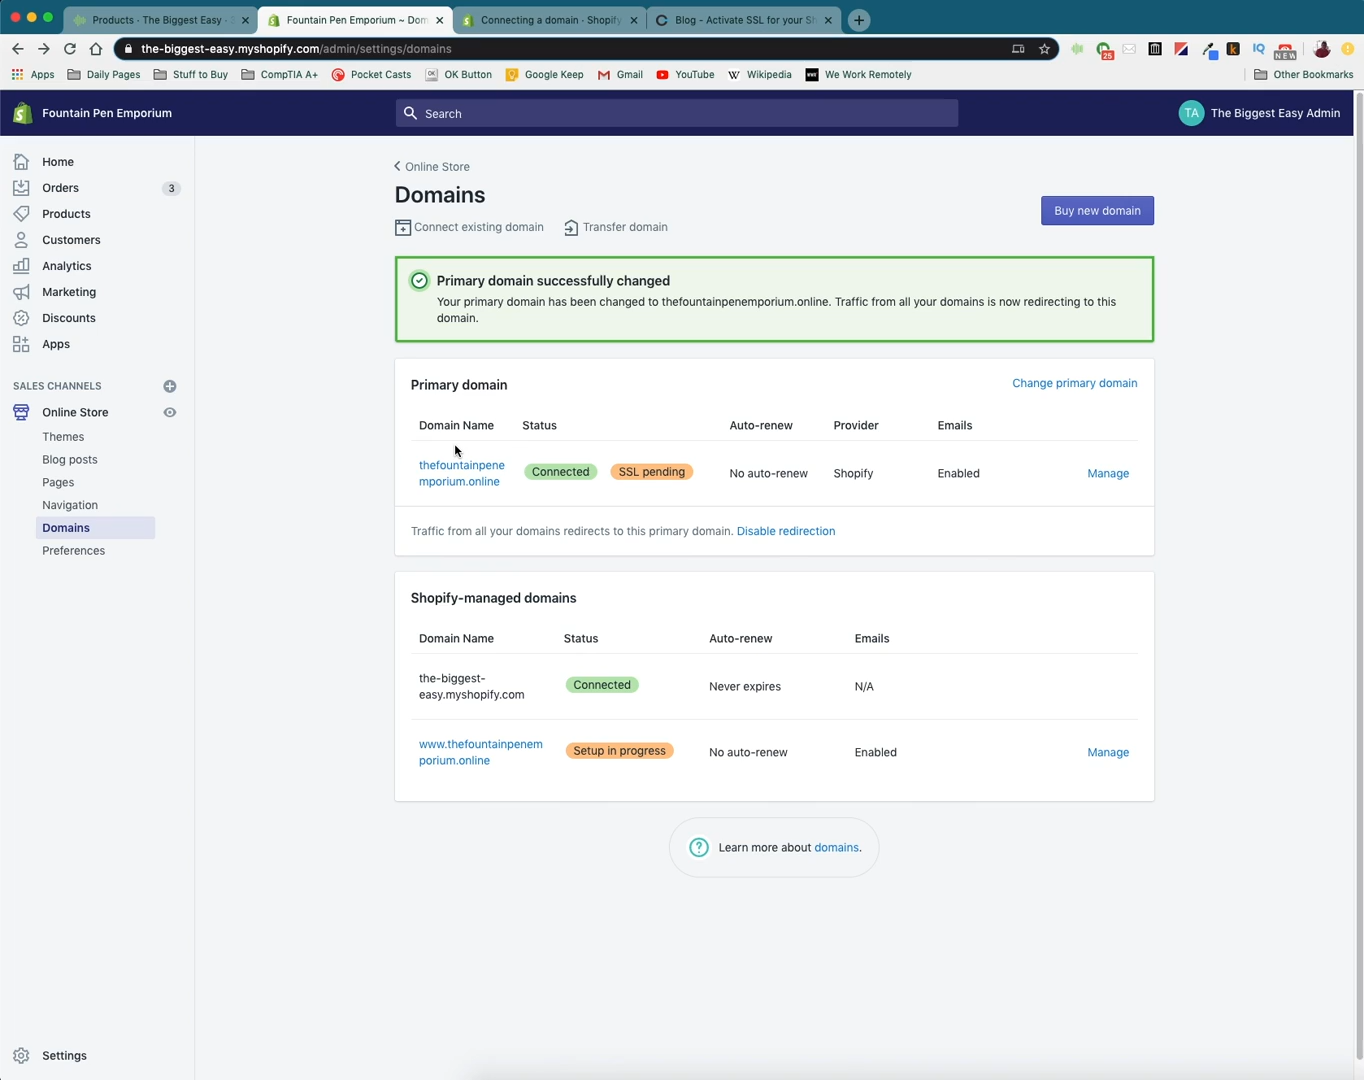 Products · The Biggest Easy ·
Fountain Pen Emporium ~ Dom
Connecting a domain · Shopify
Blog - Activate SSL for your Sh
the-biggest-easy.myshopify.com/admin/settings/domains
25
NEW
Apps
Daily Pages
Stuff to Buy
CompTIA A+
Pocket Casts
OK Button
Google Keep
Gmail
YouTube
Wikipedia
We Work Remotely
Other Bookmarks
Fountain Pen Emporium
Search
TA
The Biggest Easy Admin
Home
Orders
3
Products
Customers
Analytics
Marketing
Discounts
Apps
SALES CHANNELS
Online Store
Themes
Blog posts
Pages
Navigation
Domains
Preferences
Settings
Online Store
Domains
Connect existing domain
Transfer domain
Buy new domain
Primary domain successfully changed
Your primary domain has been changed to thefountainpenemporium.online. Traffic from all your domains is now redirecting to this
domain.
Primary domain
Change primary domain
Domain Name
Status
Auto-renew
Provider
Emails
thefountainpene
mporium.online
Connected
SSL pending
No auto-renew
Shopify
Enabled
Manage
Traffic from all your domains redirects to this primary domain. Disable redirection
Shopify-managed domains
Domain Name
Status
Auto-renew
Emails
the-biggest-
easy.myshopify.com
Connected
Never expires
N/A
www.thefountainpenem
porium.online
Setup in progress
No auto-renew
Enabled
Manage
Learn more about domains.